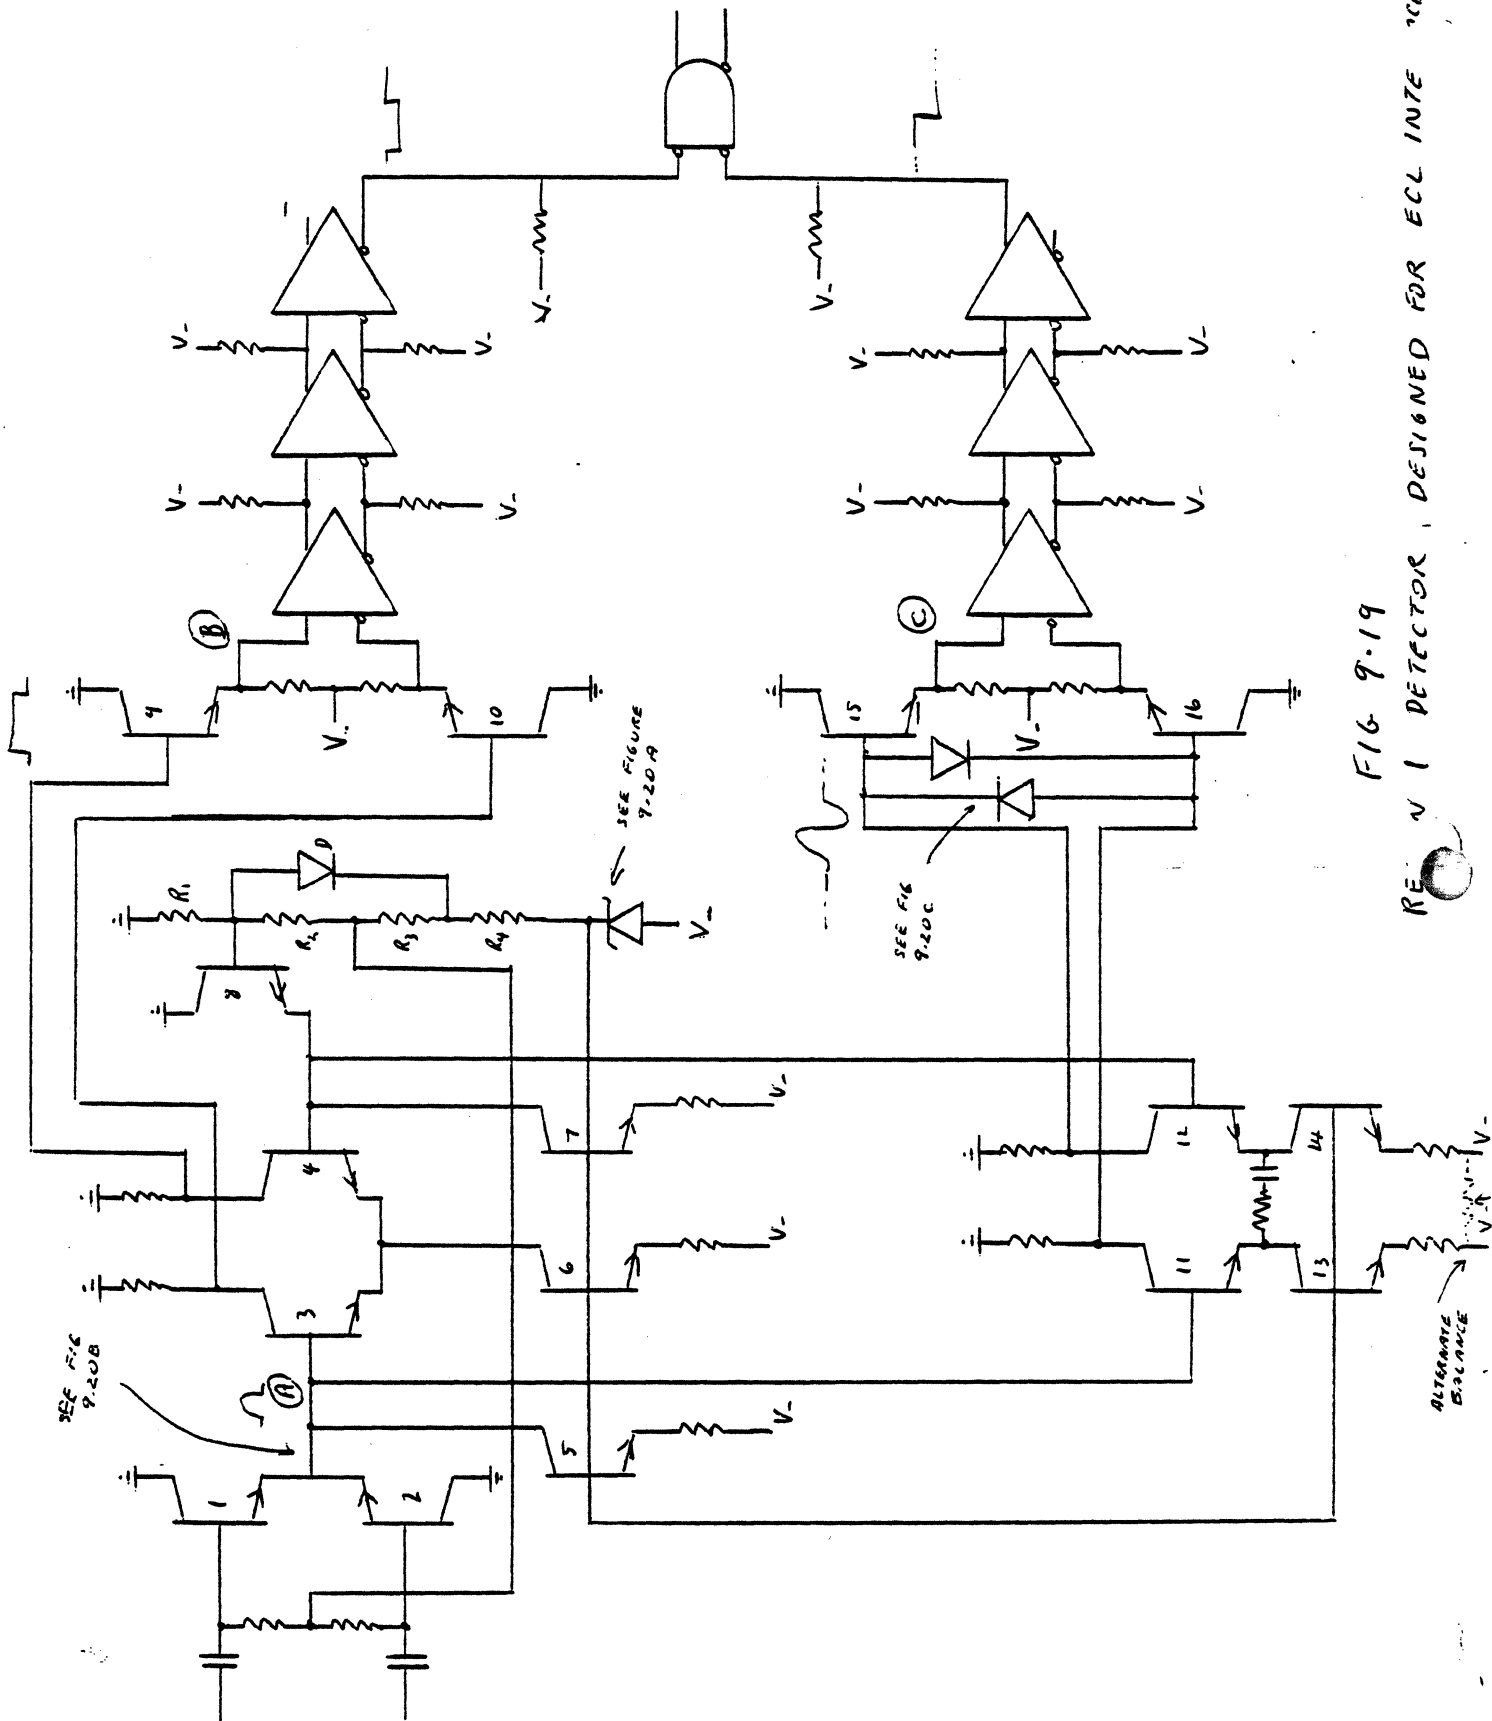 V-
V-
V-
V-
V-
V-
B
9
10
V-
1
2
SEE FIG
9.20B
A
3
4
5
6
7
8
V-
V-
V-
R1
R2
R3
R4
D
V-
SEE FIGURE
9.20A
V-
V-
V-
V-
V-
C
15
16
V-
SEE FIG
9.20C
11
12
13
14
V-
V-
ALTERNATE
BALANCE
FIG 9.19
DETECTOR, DESIGNED FOR ECL